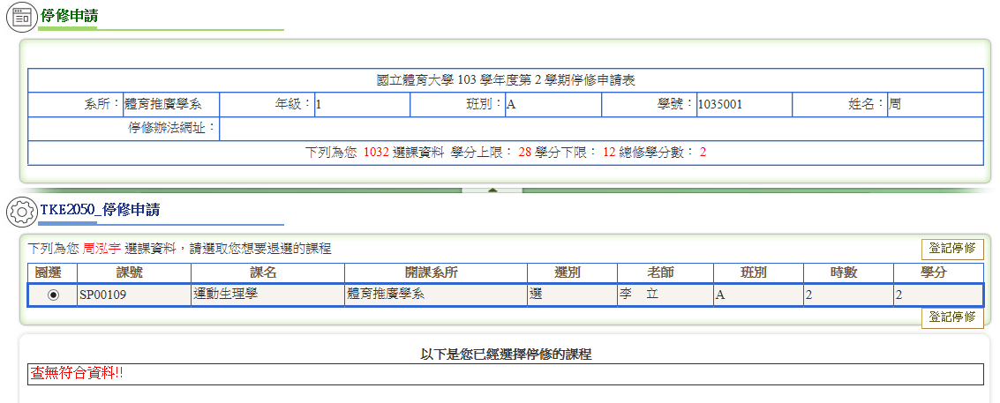 停修申請
國立體育大學 103 學年度第 2 學期停修申請表
系所： 體育推廣學系 年級： 1 班別： A 學號： 1035001 姓名： 周
停修辦法網址：
下列為您 1032 選課資料 學分上限： 28 學分下限： 12 總修學分數： 2
TKE2050_停修申請
下列為您 周泓宇 選課資料，請選取您想要退選的課程 登記停修
圈選 課號 課名 開課系所 選別 老師 班別 時數 學分
SP00109 運動生理學 體育推廣學系 選 李 立 A 2 2
登記停修
以下是您已經選擇停修的課程
查無符合資料!!